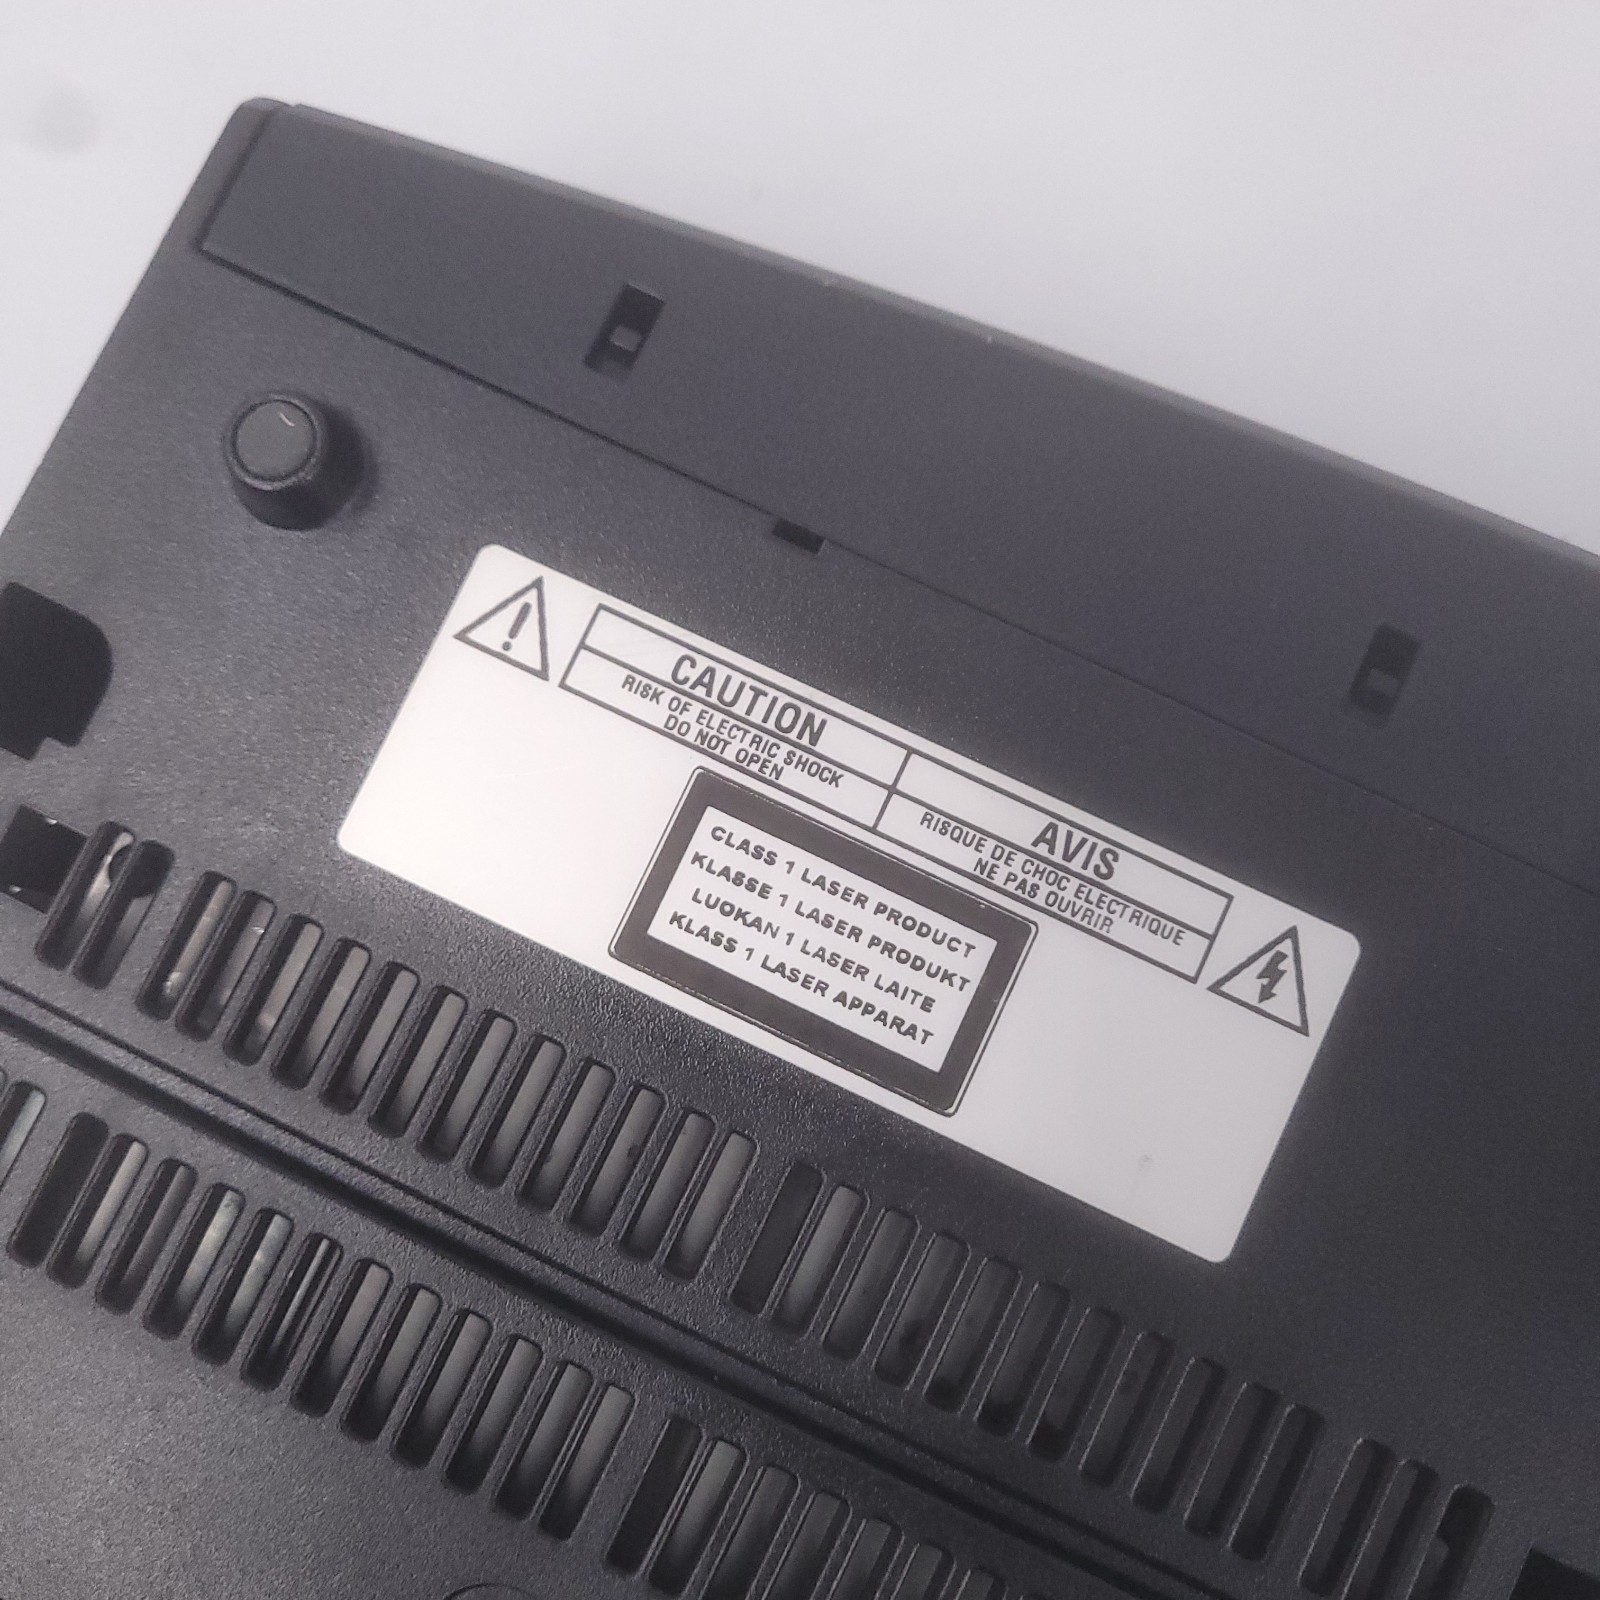 CAUTION
RISK OF ELECTRIC SHOCK
DO NOT OPEN
AVIS
RISQUE DE CHOC ELECTRIQUE
NE PAS OUVRIR
CLASS 1 LASER PRODUCT
KLASSE 1 LASER PRODUKT
LUOKAN 1 LASER LAITE
KLASS 1 LASER APPARAT